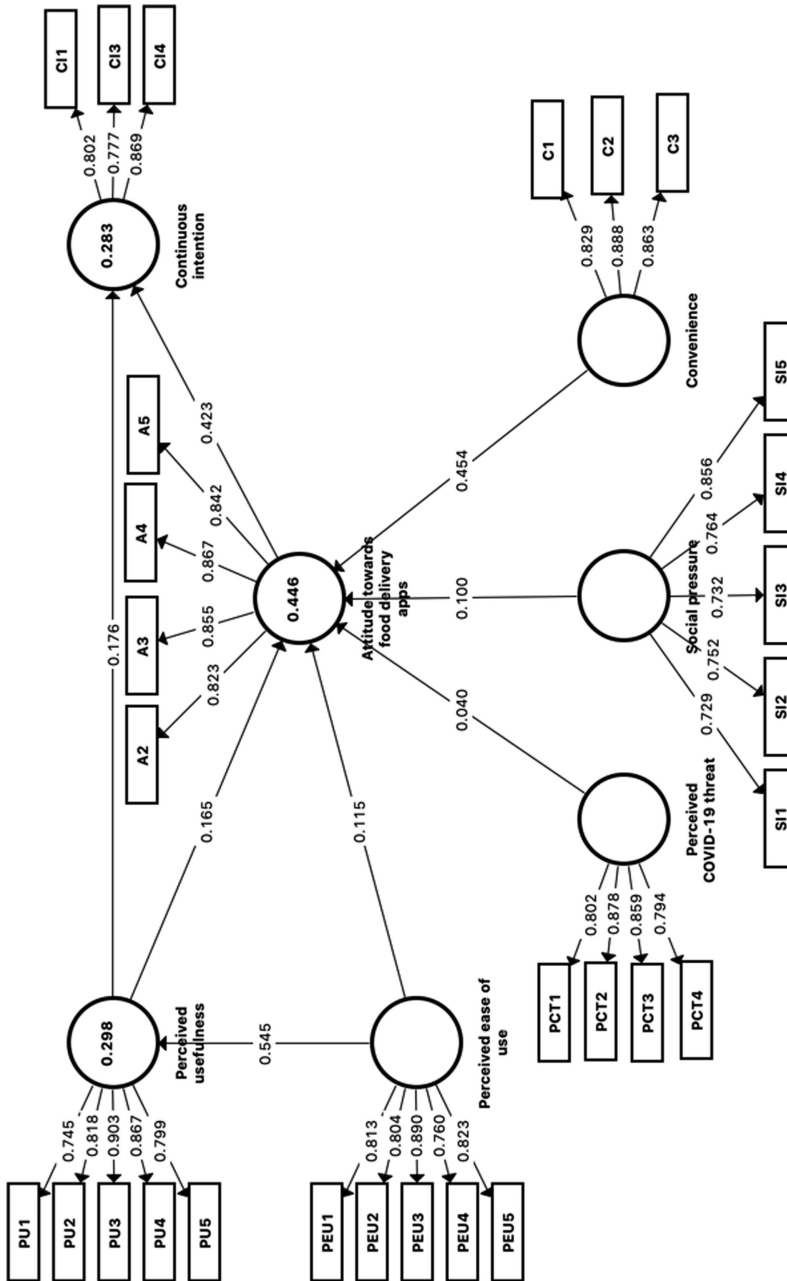 PU1
PU2
PU3
PU4
PU5
0.745
0.818
0.903
0.867
0.799
0.298
Perceived
usefulness
0.176
0.283
Continuous
intention
0.802
0.777
0.869
CI1
CI3
CI4
A2
A3
A4
A5
0.823
0.855
0.867
0.842
0.423
0.165
0.446
Attitude towards
food delivery
apps
0.545
0.115
PEU1
PEU2
PEU3
PEU4
PEU5
0.813
0.804
0.890
0.760
0.823
Perceived ease of
use
0.040
0.100
0.454
PCT1
PCT2
PCT3
PCT4
0.802
0.878
0.859
0.794
Perceived
COVID-19 threat
Social pressure
Convenience
0.829
0.888
0.863
C1
C2
C3
0.729
0.752
0.732
0.764
0.856
SI1
SI2
SI3
SI4
SI5